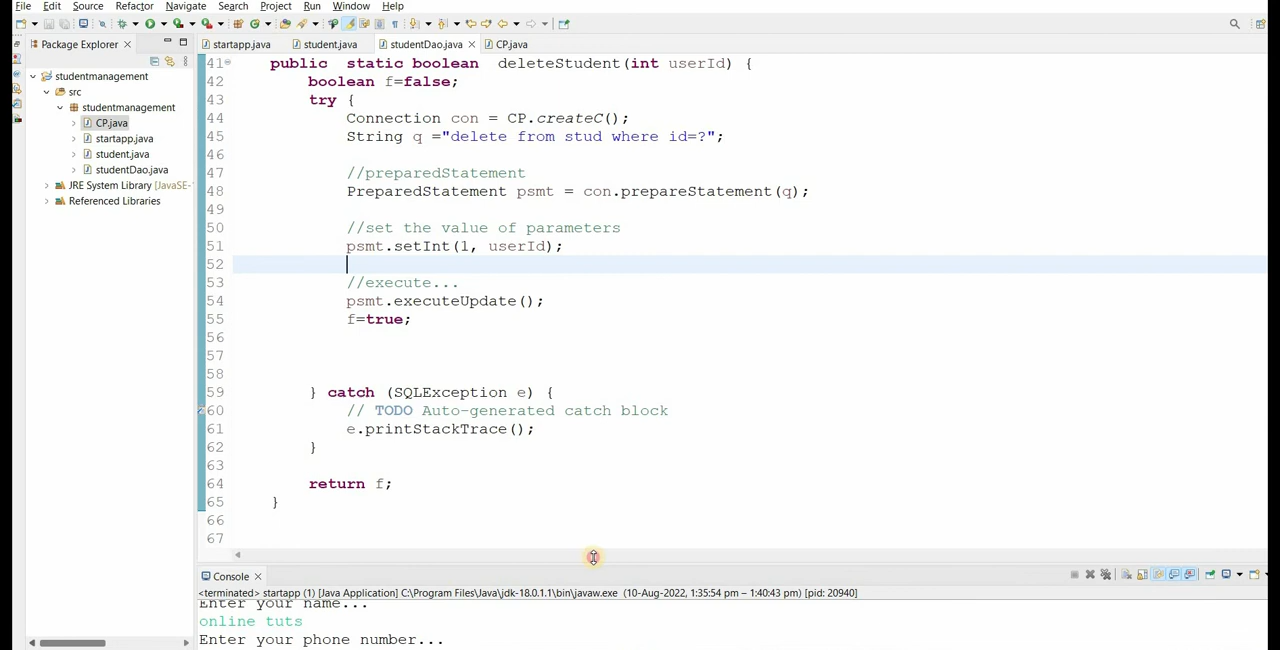 File Edit Source Refactor Navigate Search Project Run Window Help
Package Explorer
startapp.java student.java studentDao.java CP.java
studentmanagement
src
studentmanagement
CP.java
startapp.java
student.java
studentDao.java
JRE System Library [JavaSE-
Referenced Libraries
41 public static boolean deleteStudent(int userId) {
42 boolean f=false;
43 try {
44 Connection con = CP.createC();
45 String q ="delete from stud where id=?";
46
47 //preparedStatement
48 PreparedStatement psmt = con.prepareStatement(q);
49
50 //set the value of parameters
51 psmt.setInt(1, userId);
52
53 //execute...
54 psmt.executeUpdate();
55 f=true;
56
57
58
59 } catch (SQLException e) {
60 // TODO Auto-generated catch block
61 e.printStackTrace();
62 }
63
64 return f;
65 }
66
67
Console
<terminated> startapp (1) [Java Application] C:\Program Files\Java\jdk-18.0.1.1\bin\javaw.exe (10-Aug-2022, 1:35:54 pm – 1:40:43 pm) [pid: 20940]
Enter your name...
online tuts
Enter your phone number...